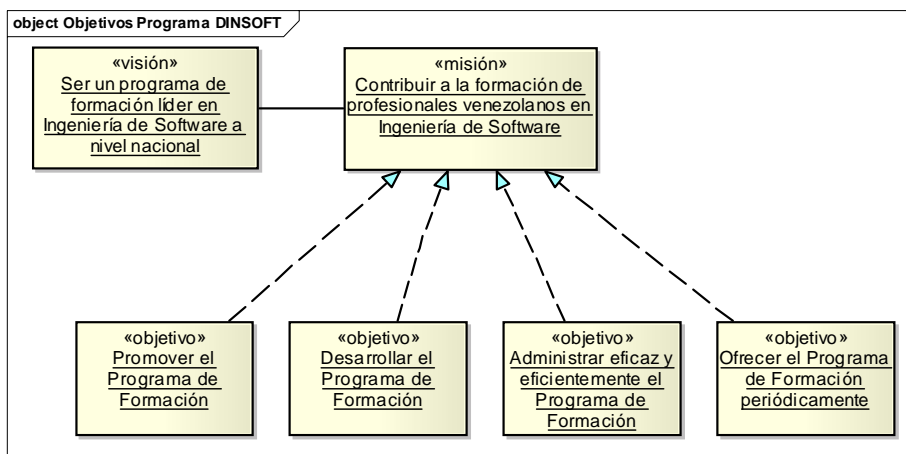 object Objetivos Programa DINSOFT
«visión»
Ser un programa de
formación líder en
Ingeniería de Software a
nivel nacional
«misión»
Contribuir a la formación de
profesionales venezolanos en
Ingeniería de Software
«objetivo»
Promover el
Programa de
Formación
«objetivo»
Desarrollar el
Programa de
Formación
«objetivo»
Administrar eficaz y
eficientemente el
Programa de
Formación
«objetivo»
Ofrecer el Programa
de Formación
periódicamente